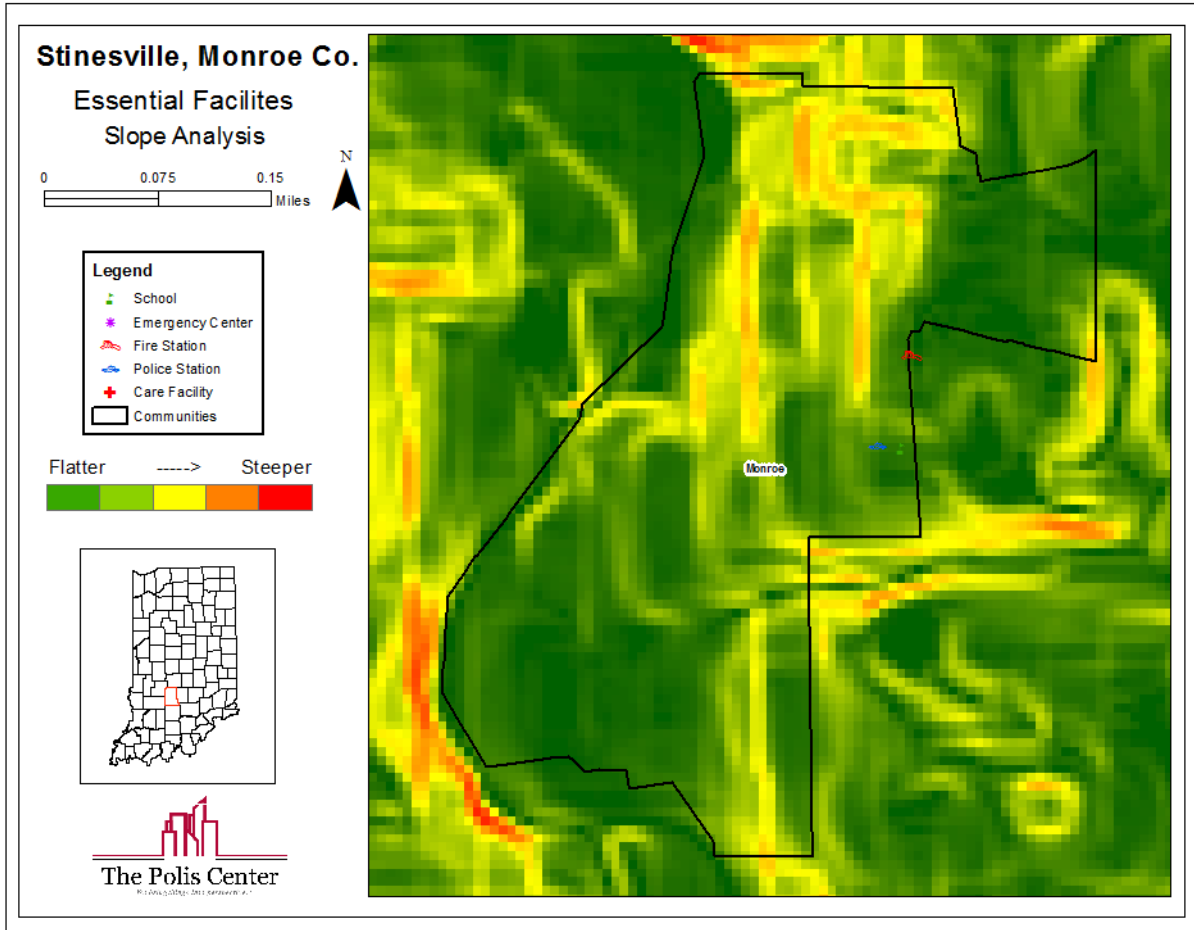 Stinesville, Monroe Co.
Essential Facilites
Slope Analysis
N
0 0.075 0.15
Miles
Legend
School
Emergency Center
Fire Station
Police Station
Care Facility
Communities
Flatter -----> Steeper
Monroe
The Polis Center